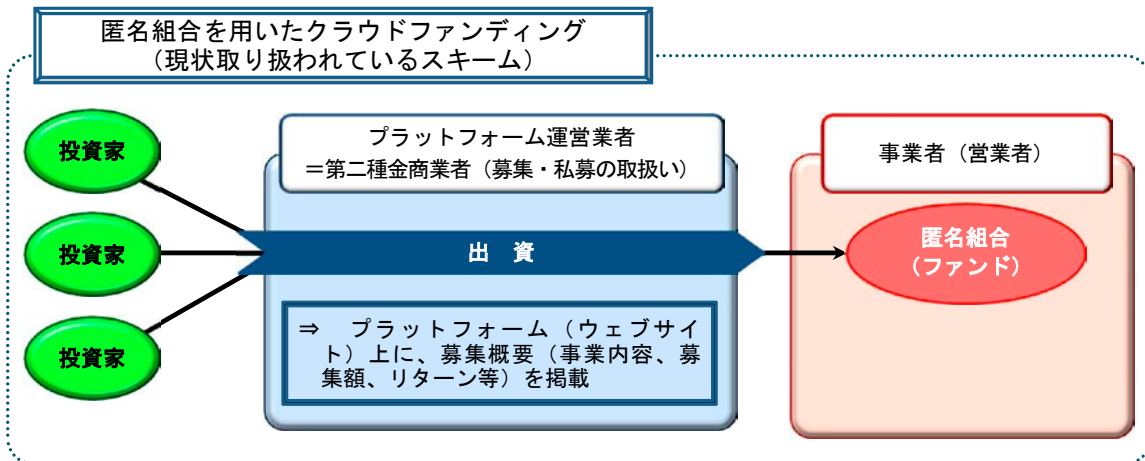 匿名組合を用いたクラウドファンディング
（現状取り扱われているスキーム）
投資家
投資家
投資家
プラットフォーム運営業者
＝第二種金商業者（募集・私募の取扱い）
出　資
⇒　プラットフォーム（ウェブサイ
ト）上に、募集概要（事業内容、募
集額、リターン等）を掲載
事業者（営業者）
匿名組合
（ファンド）